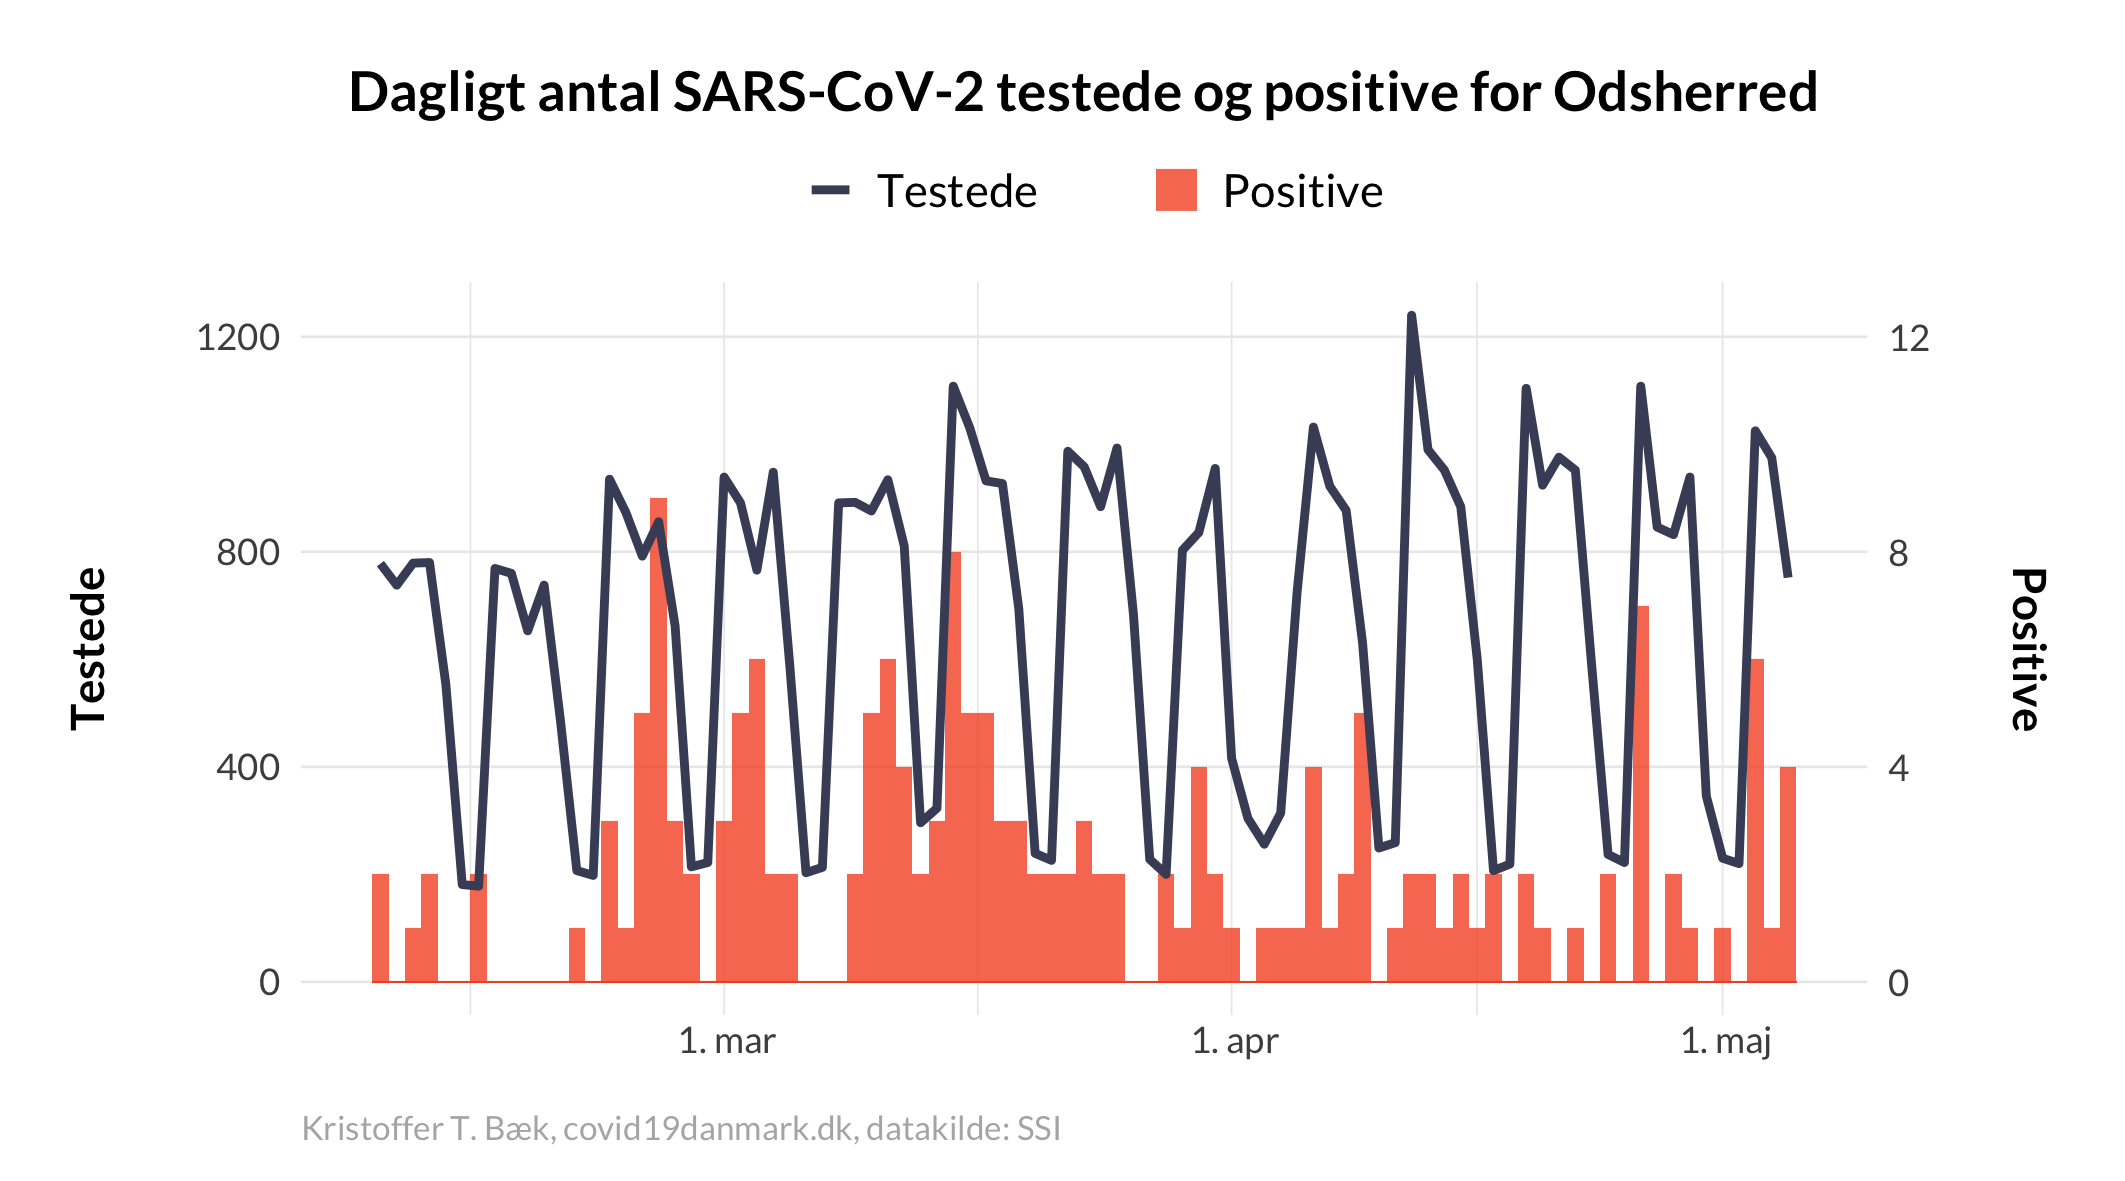 Dagligt antal SARS-CoV-2 testede og positive for Odsherred
Testede
Positive
1200
800
400
0
Testede
12
8
4
0
Positive
1. mar
1. apr
1. maj
Kristoffer T. Bæk, covid19danmark.dk, datakilde: SSI